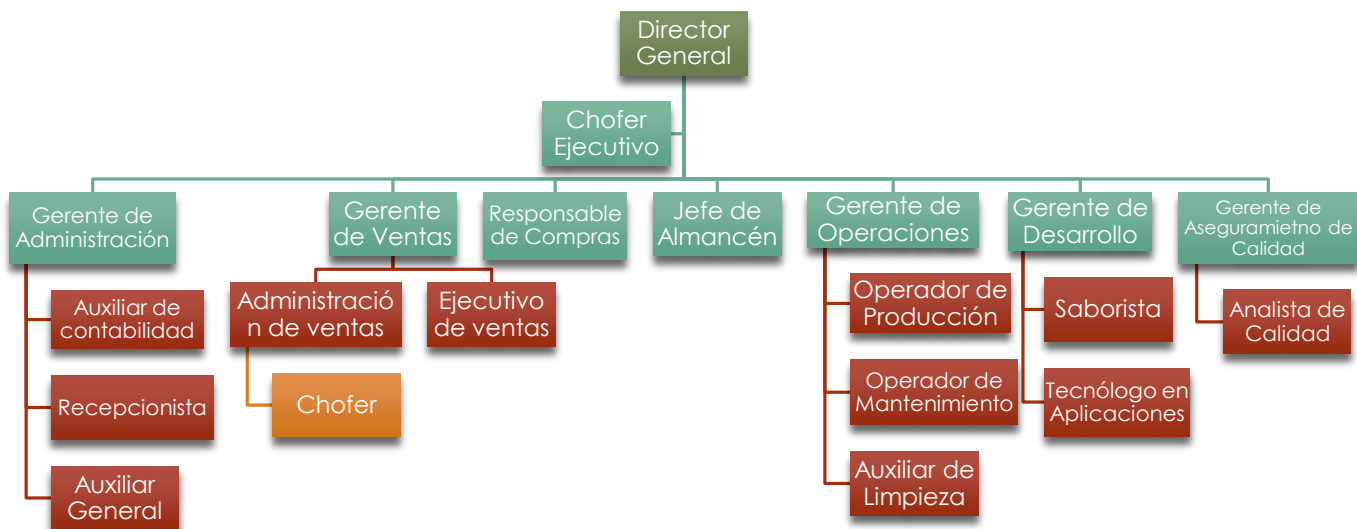 Director
General
Chofer
Ejecutivo
Gerente de
Administración
Gerente
de Ventas
Responsable
de Compras
Jefe de
Almancén
Gerente de
Operaciones
Gerente de
Desarrollo
Gerente de
Aseguramietno de
Calidad
Auxiliar de
contabilidad
Recepcionista
Auxiliar
General
Administració
n de ventas
Chofer
Ejecutivo
de ventas
Operador de
Producción
Operador de
Mantenimiento
Auxiliar de
Limpieza
Saborista
Tecnólogo en
Aplicaciones
Analista de
Calidad